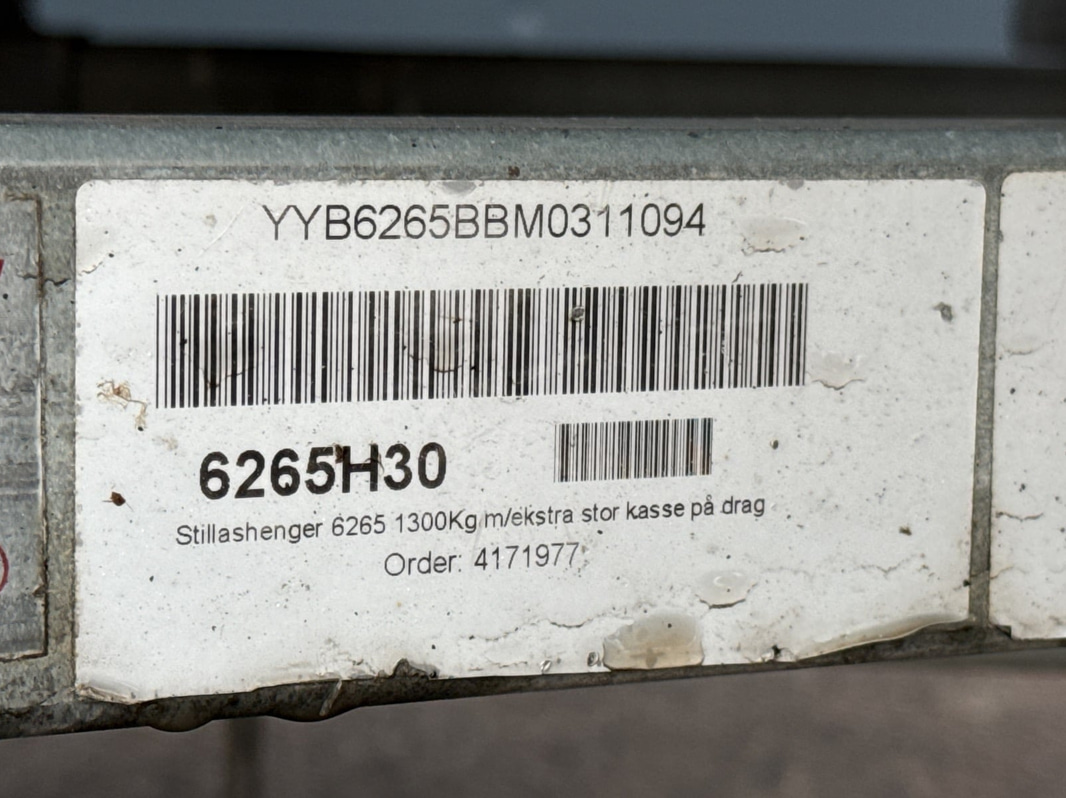 YYB6265BBM0311094
6265H30
Stillashenger 6265 1300Kg m/ekstra stor kasse på drag
Order: 4171977